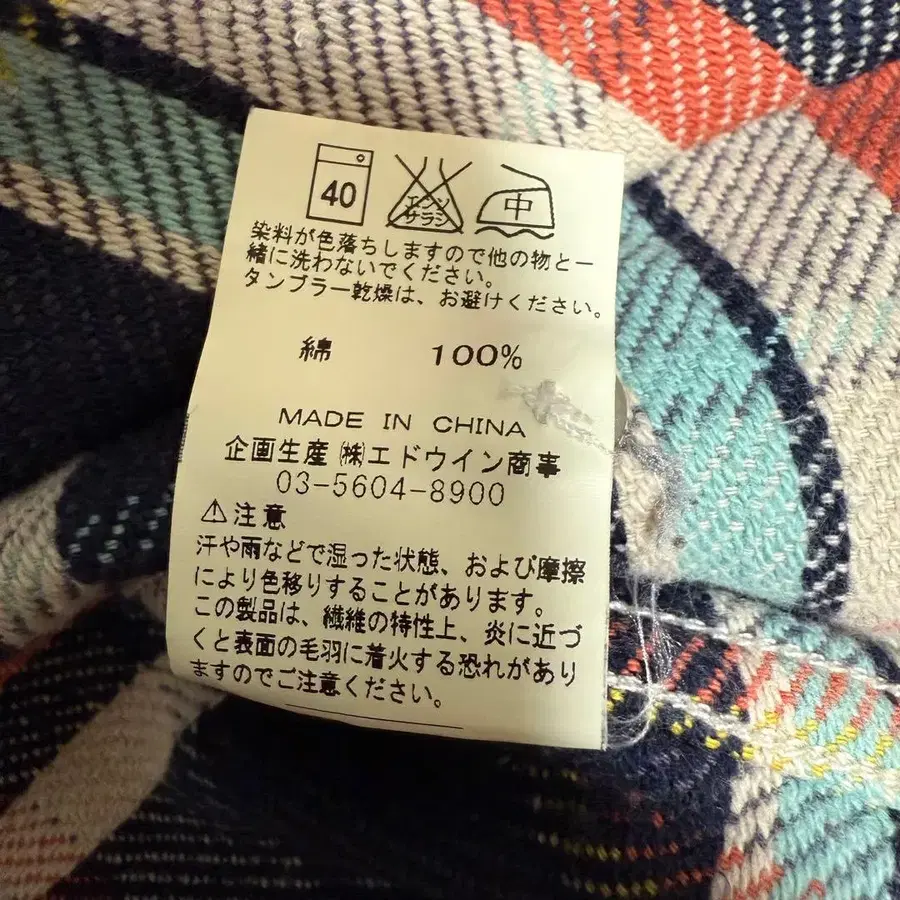 40 エンソ 中
サラシ
染料が色落ちしますので他の物と一
緒に洗わないでください。
タンブラー乾燥は、お避けください。
綿 100%
MADE IN CHINA
企画生産 ㈱エドウイン商事
03-5604-8900
⚠注意
汗や雨などで湿った状態、および摩擦
により色移りすることがあります。
この製品は、繊維の特性上、炎に近づ
くと表面の毛羽に着火する恐れがあり
ますのでご注意ください。